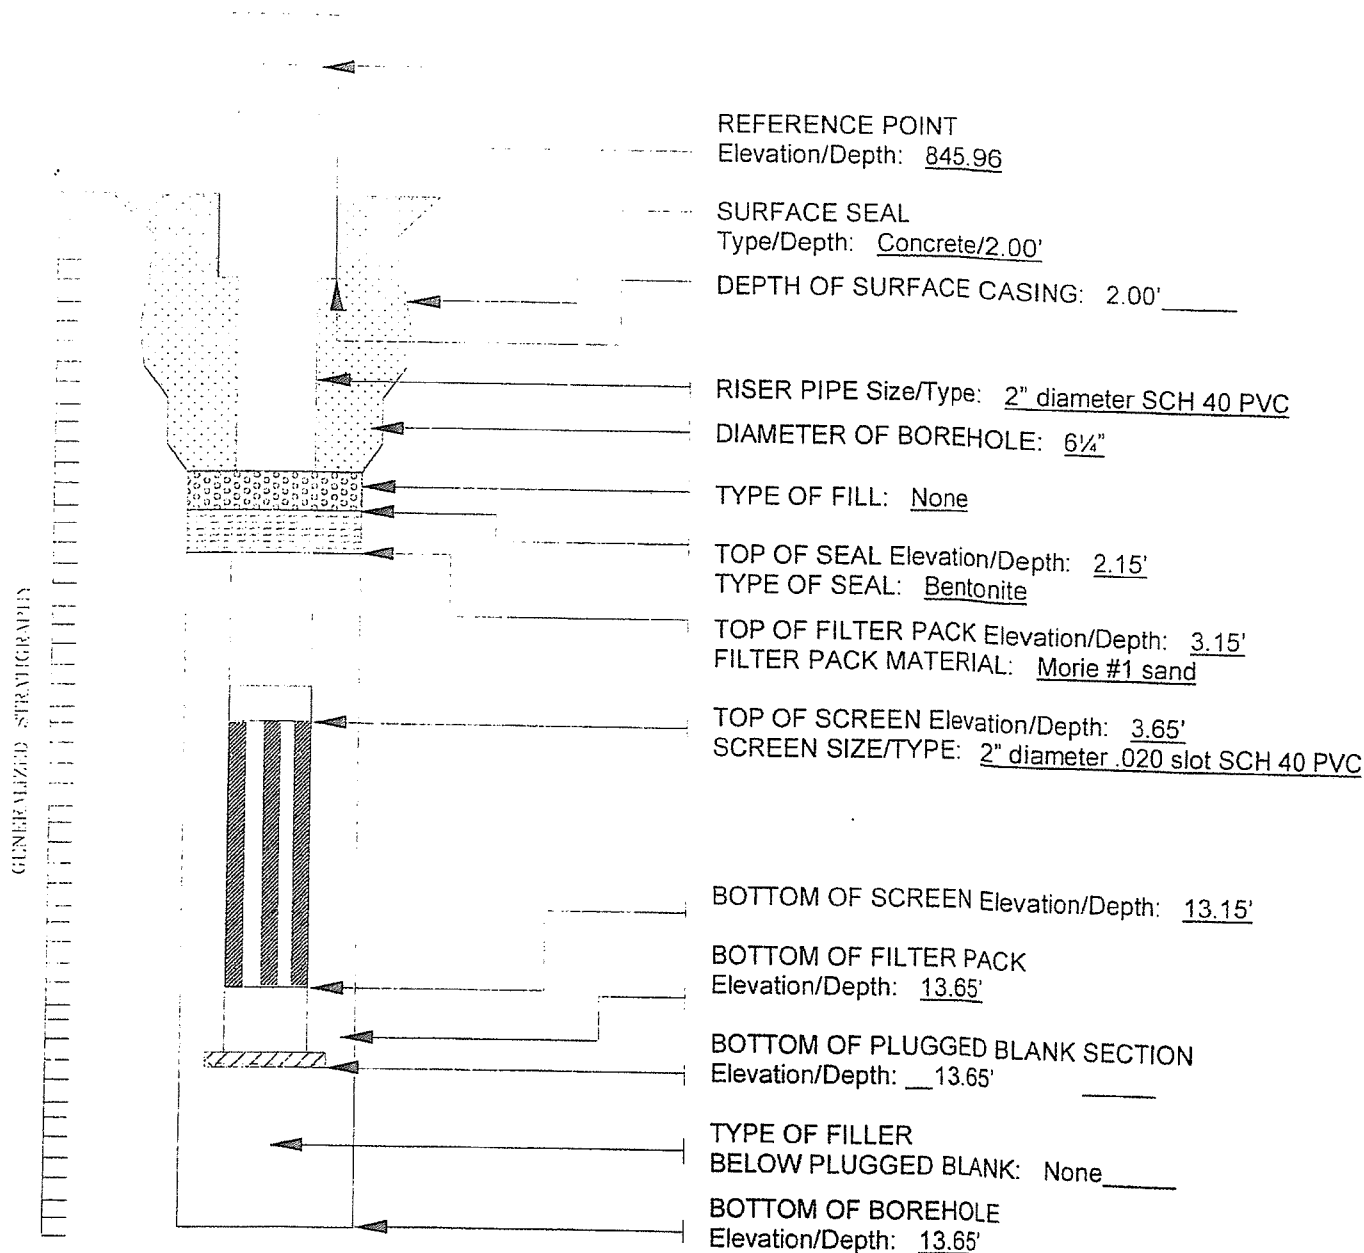 REFERENCE POINT
Elevation/Depth: 845.96
SURFACE SEAL
Type/Depth: Concrete/2.00'
DEPTH OF SURFACE CASING: 2.00'
RISER PIPE Size/Type: 2" diameter SCH 40 PVC
DIAMETER OF BOREHOLE: 6¼"
TYPE OF FILL: None
TOP OF SEAL Elevation/Depth: 2.15'
TYPE OF SEAL: Bentonite
TOP OF FILTER PACK Elevation/Depth: 3.15'
FILTER PACK MATERIAL: Morie #1 sand
TOP OF SCREEN Elevation/Depth: 3.65'
SCREEN SIZE/TYPE: 2" diameter .020 slot SCH 40 PVC
GENERALIZED STRATIGRAPHY
BOTTOM OF SCREEN Elevation/Depth: 13.15'
BOTTOM OF FILTER PACK
Elevation/Depth: 13.65'
BOTTOM OF PLUGGED BLANK SECTION
Elevation/Depth: __13.65'
TYPE OF FILLER
BELOW PLUGGED BLANK: None
BOTTOM OF BOREHOLE
Elevation/Depth: 13.65'